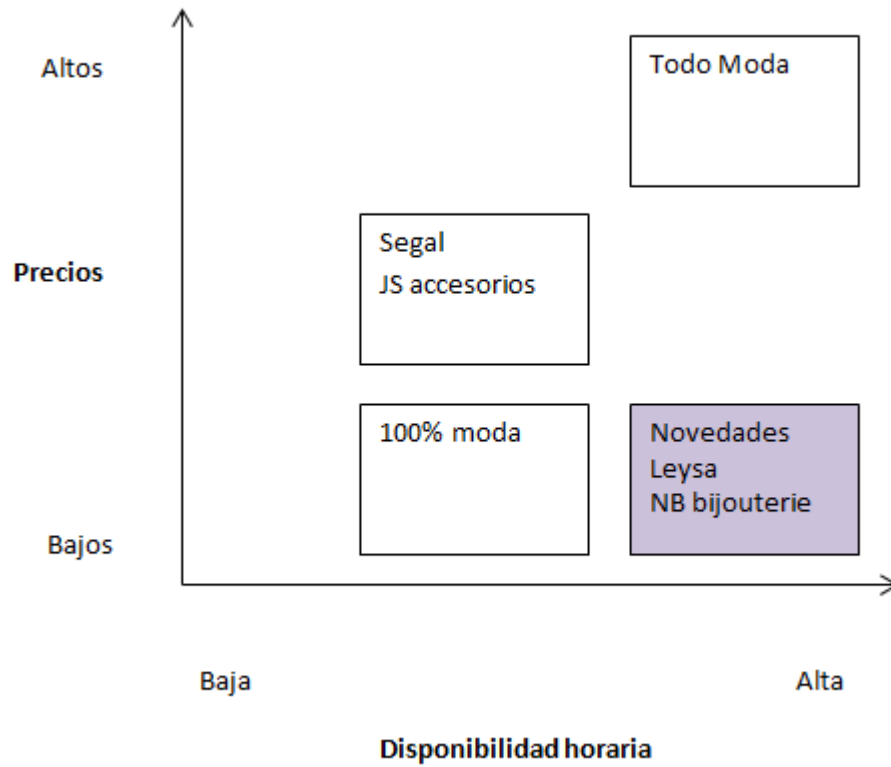 Altos
Todo Moda
Precios
Segal
JS accesorios
100% moda
Novedades
Leysa
NB bijouterie
Bajos
Baja
Alta
Disponibilidad horaria